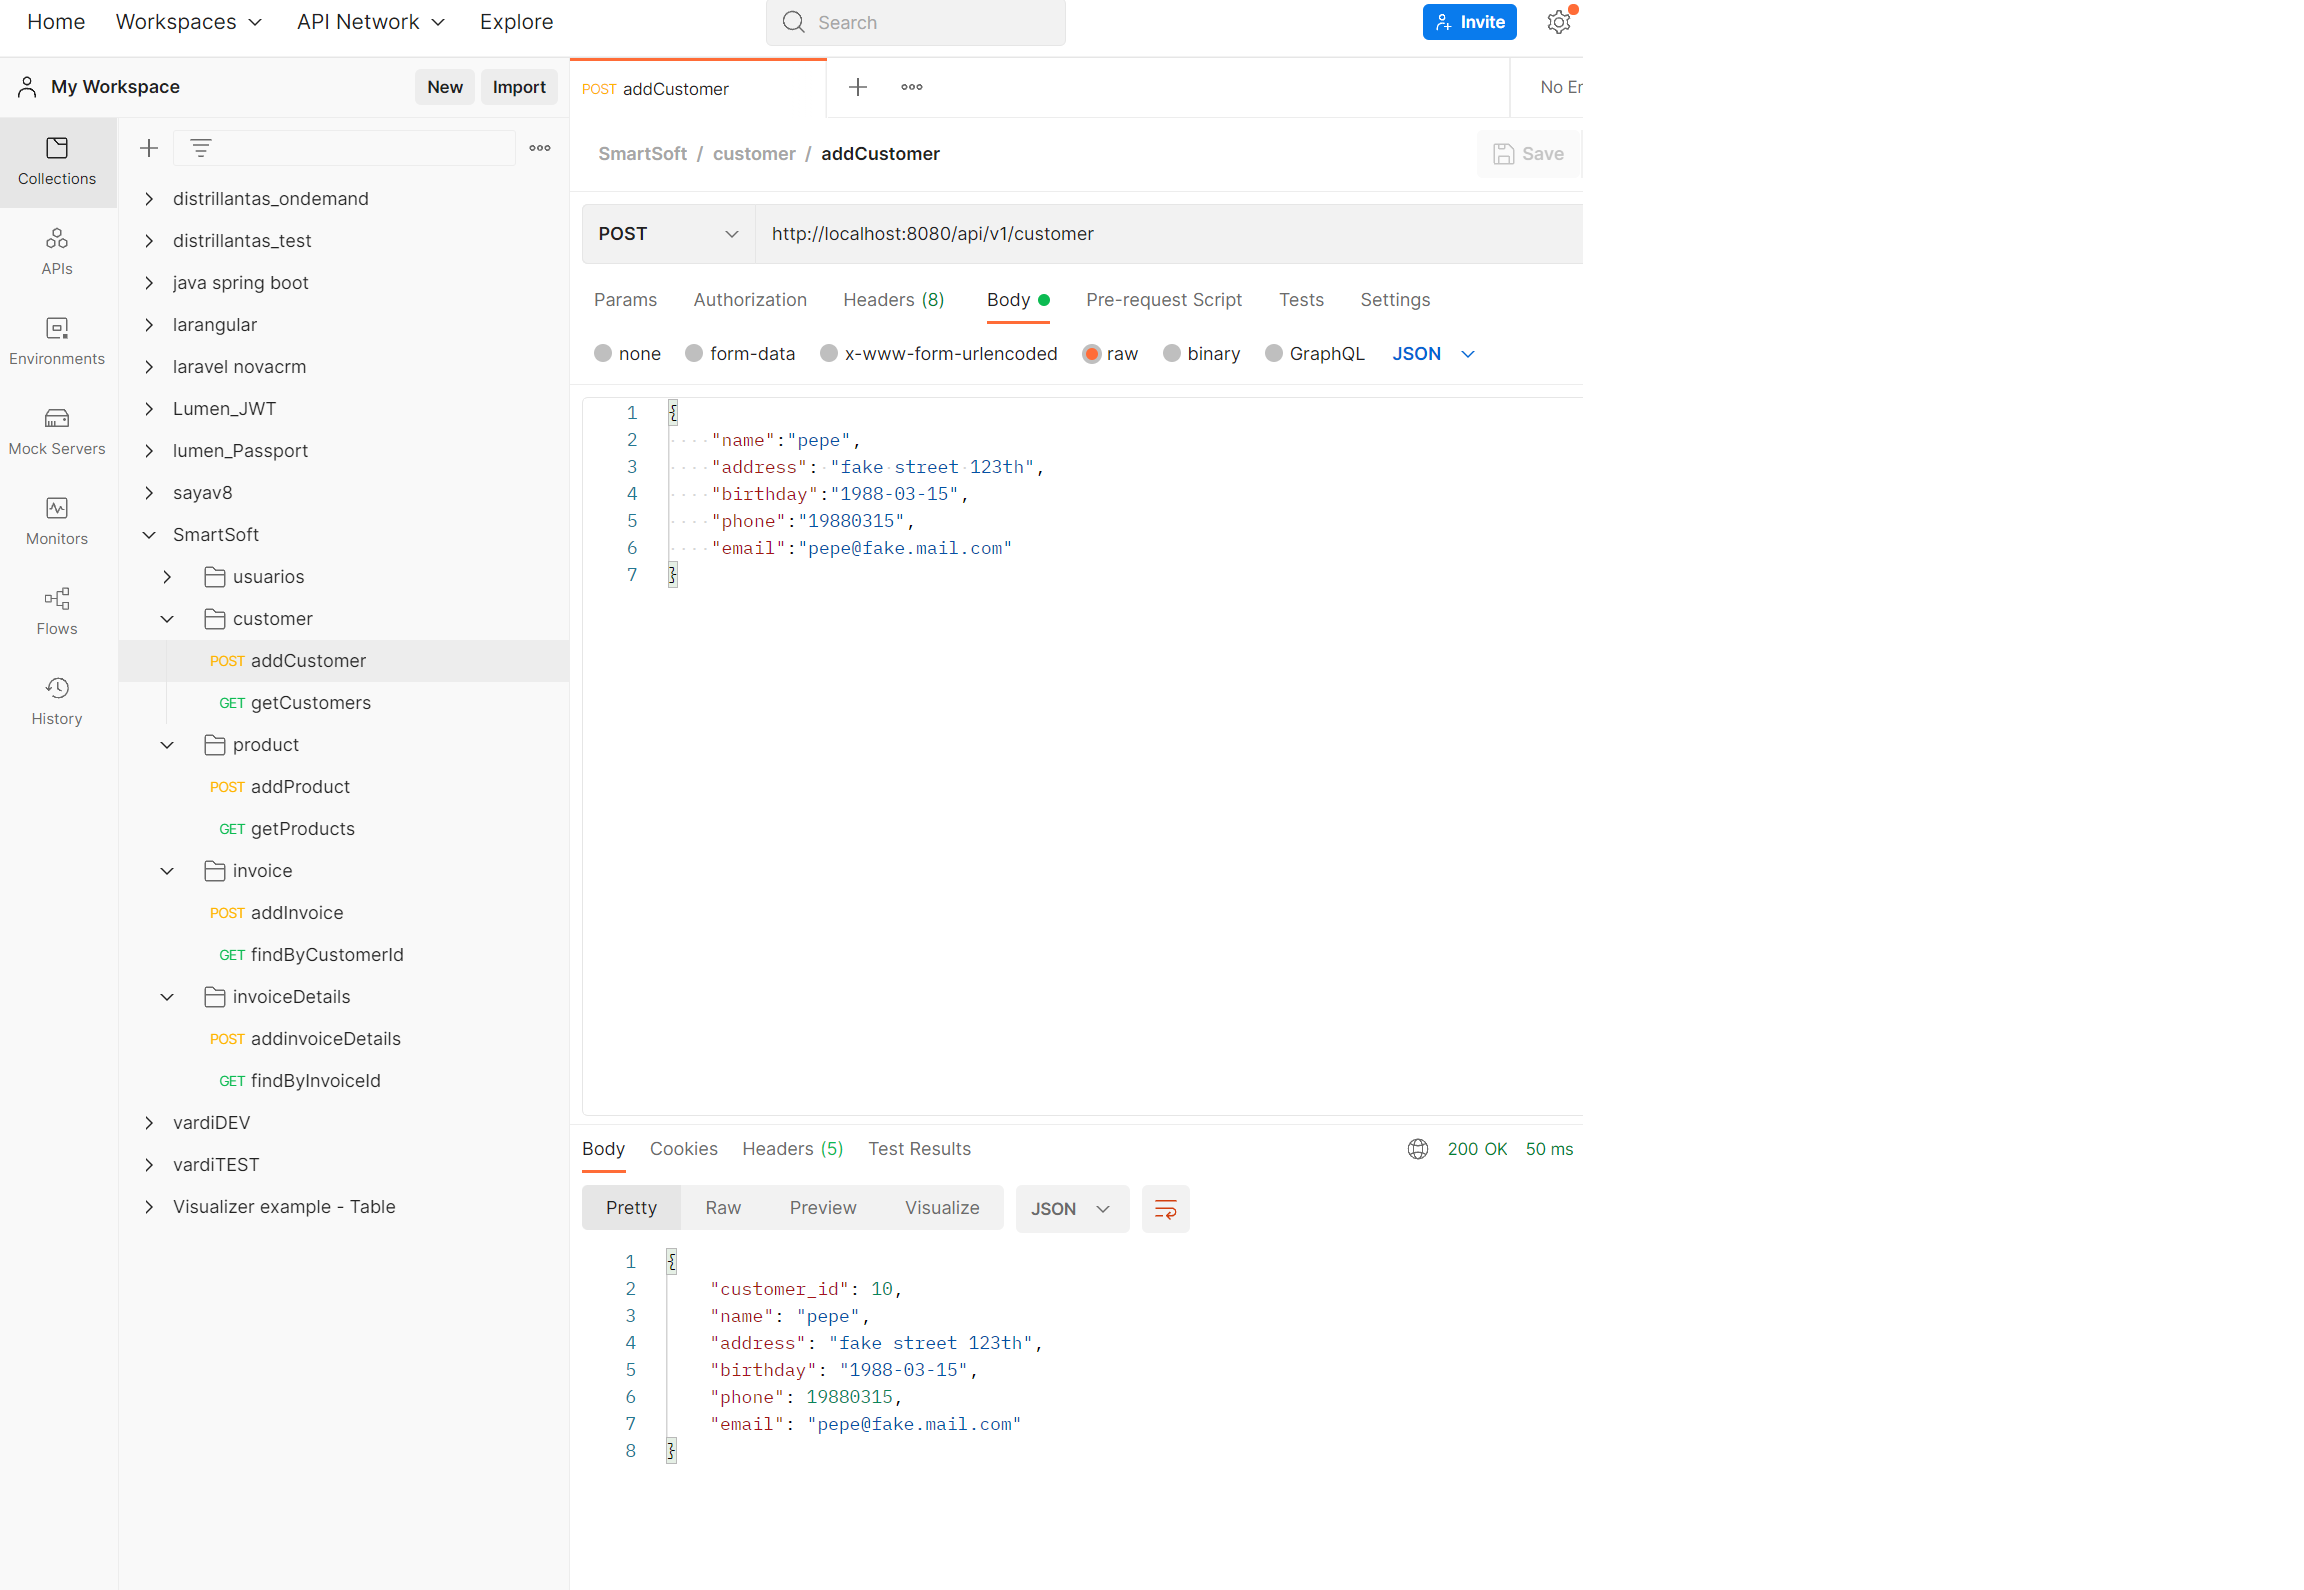 Home Workspaces API Network Explore Search Invite
My Workspace New Import
POST addCustomer No Er
Collections
APIs
Environments
Mock Servers
Monitors
Flows
History
distrillantas_ondemand
distrillantas_test
java spring boot
larangular
laravel novacrm
Lumen_JWT
lumen_Passport
sayav8
SmartSoft
usuarios
customer
POST addCustomer
GET getCustomers
product
POST addProduct
GET getProducts
invoice
POST addInvoice
GET findByCustomerId
invoiceDetails
POST addinvoiceDetails
GET findByInvoiceId
vardiDEV
vardiTEST
Visualizer example - Table
SmartSoft / customer / addCustomer Save
POST http://localhost:8080/api/v1/customer
Params Authorization Headers (8) Body Pre-request Script Tests Settings
none form-data x-www-form-urlencoded raw binary GraphQL JSON
1 {
2 "name":"pepe",
3 "address": "fake street 123th",
4 "birthday":"1988-03-15",
5 "phone":"19880315",
6 "email":"pepe@fake.mail.com"
7 }
Body Cookies Headers (5) Test Results 200 OK 50 ms
Pretty Raw Preview Visualize JSON
1 {
2 "customer_id": 10,
3 "name": "pepe",
4 "address": "fake street 123th",
5 "birthday": "1988-03-15",
6 "phone": 19880315,
7 "email": "pepe@fake.mail.com"
8 }